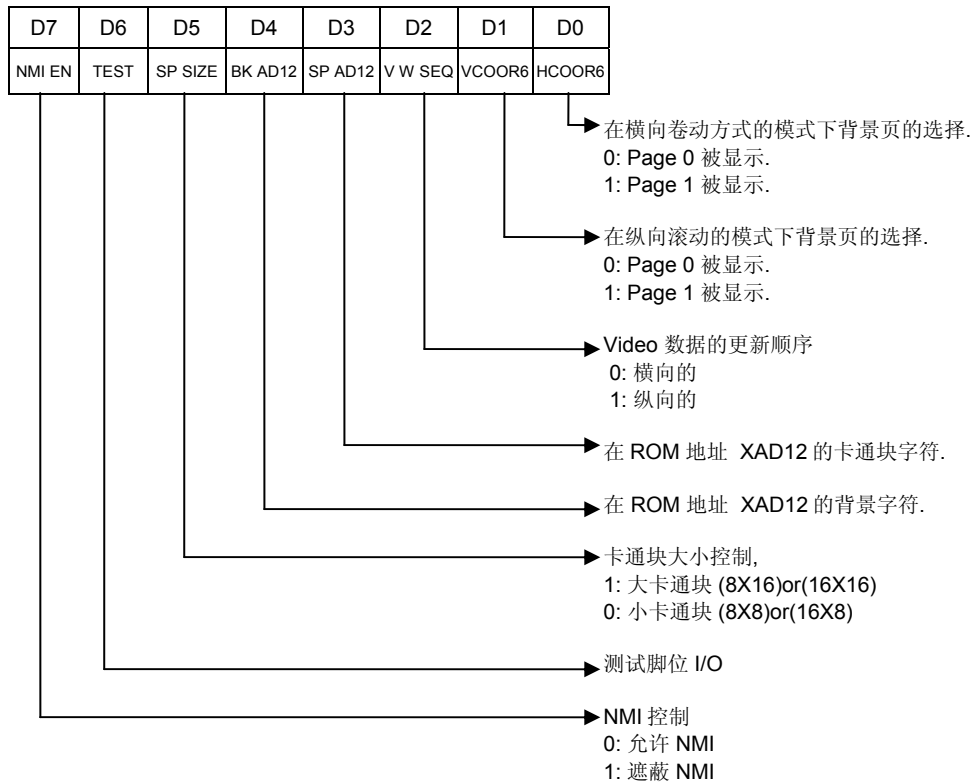 D7 D6 D5 D4 D3 D2 D1 D0
NMI EN TEST SP SIZE BK AD12 SP AD12 V W SEQ VCOOR6 HCOOR6
在横向卷动方式的模式下背景页的选择.
0: Page 0 被显示.
1: Page 1 被显示.
在纵向滚动的模式下背景页的选择.
0: Page 0 被显示.
1: Page 1 被显示.
Video 数据的更新顺序
0: 横向的
1: 纵向的
在 ROM 地址 XAD12 的卡通块字符.
在 ROM 地址 XAD12 的背景字符.
卡通块大小控制,
1: 大卡通块 (8X16)or(16X16)
0: 小卡通块 (8X8)or(16X8)
测试脚位 I/O
NMI 控制
0: 允许 NMI
1: 遮蔽 NMI